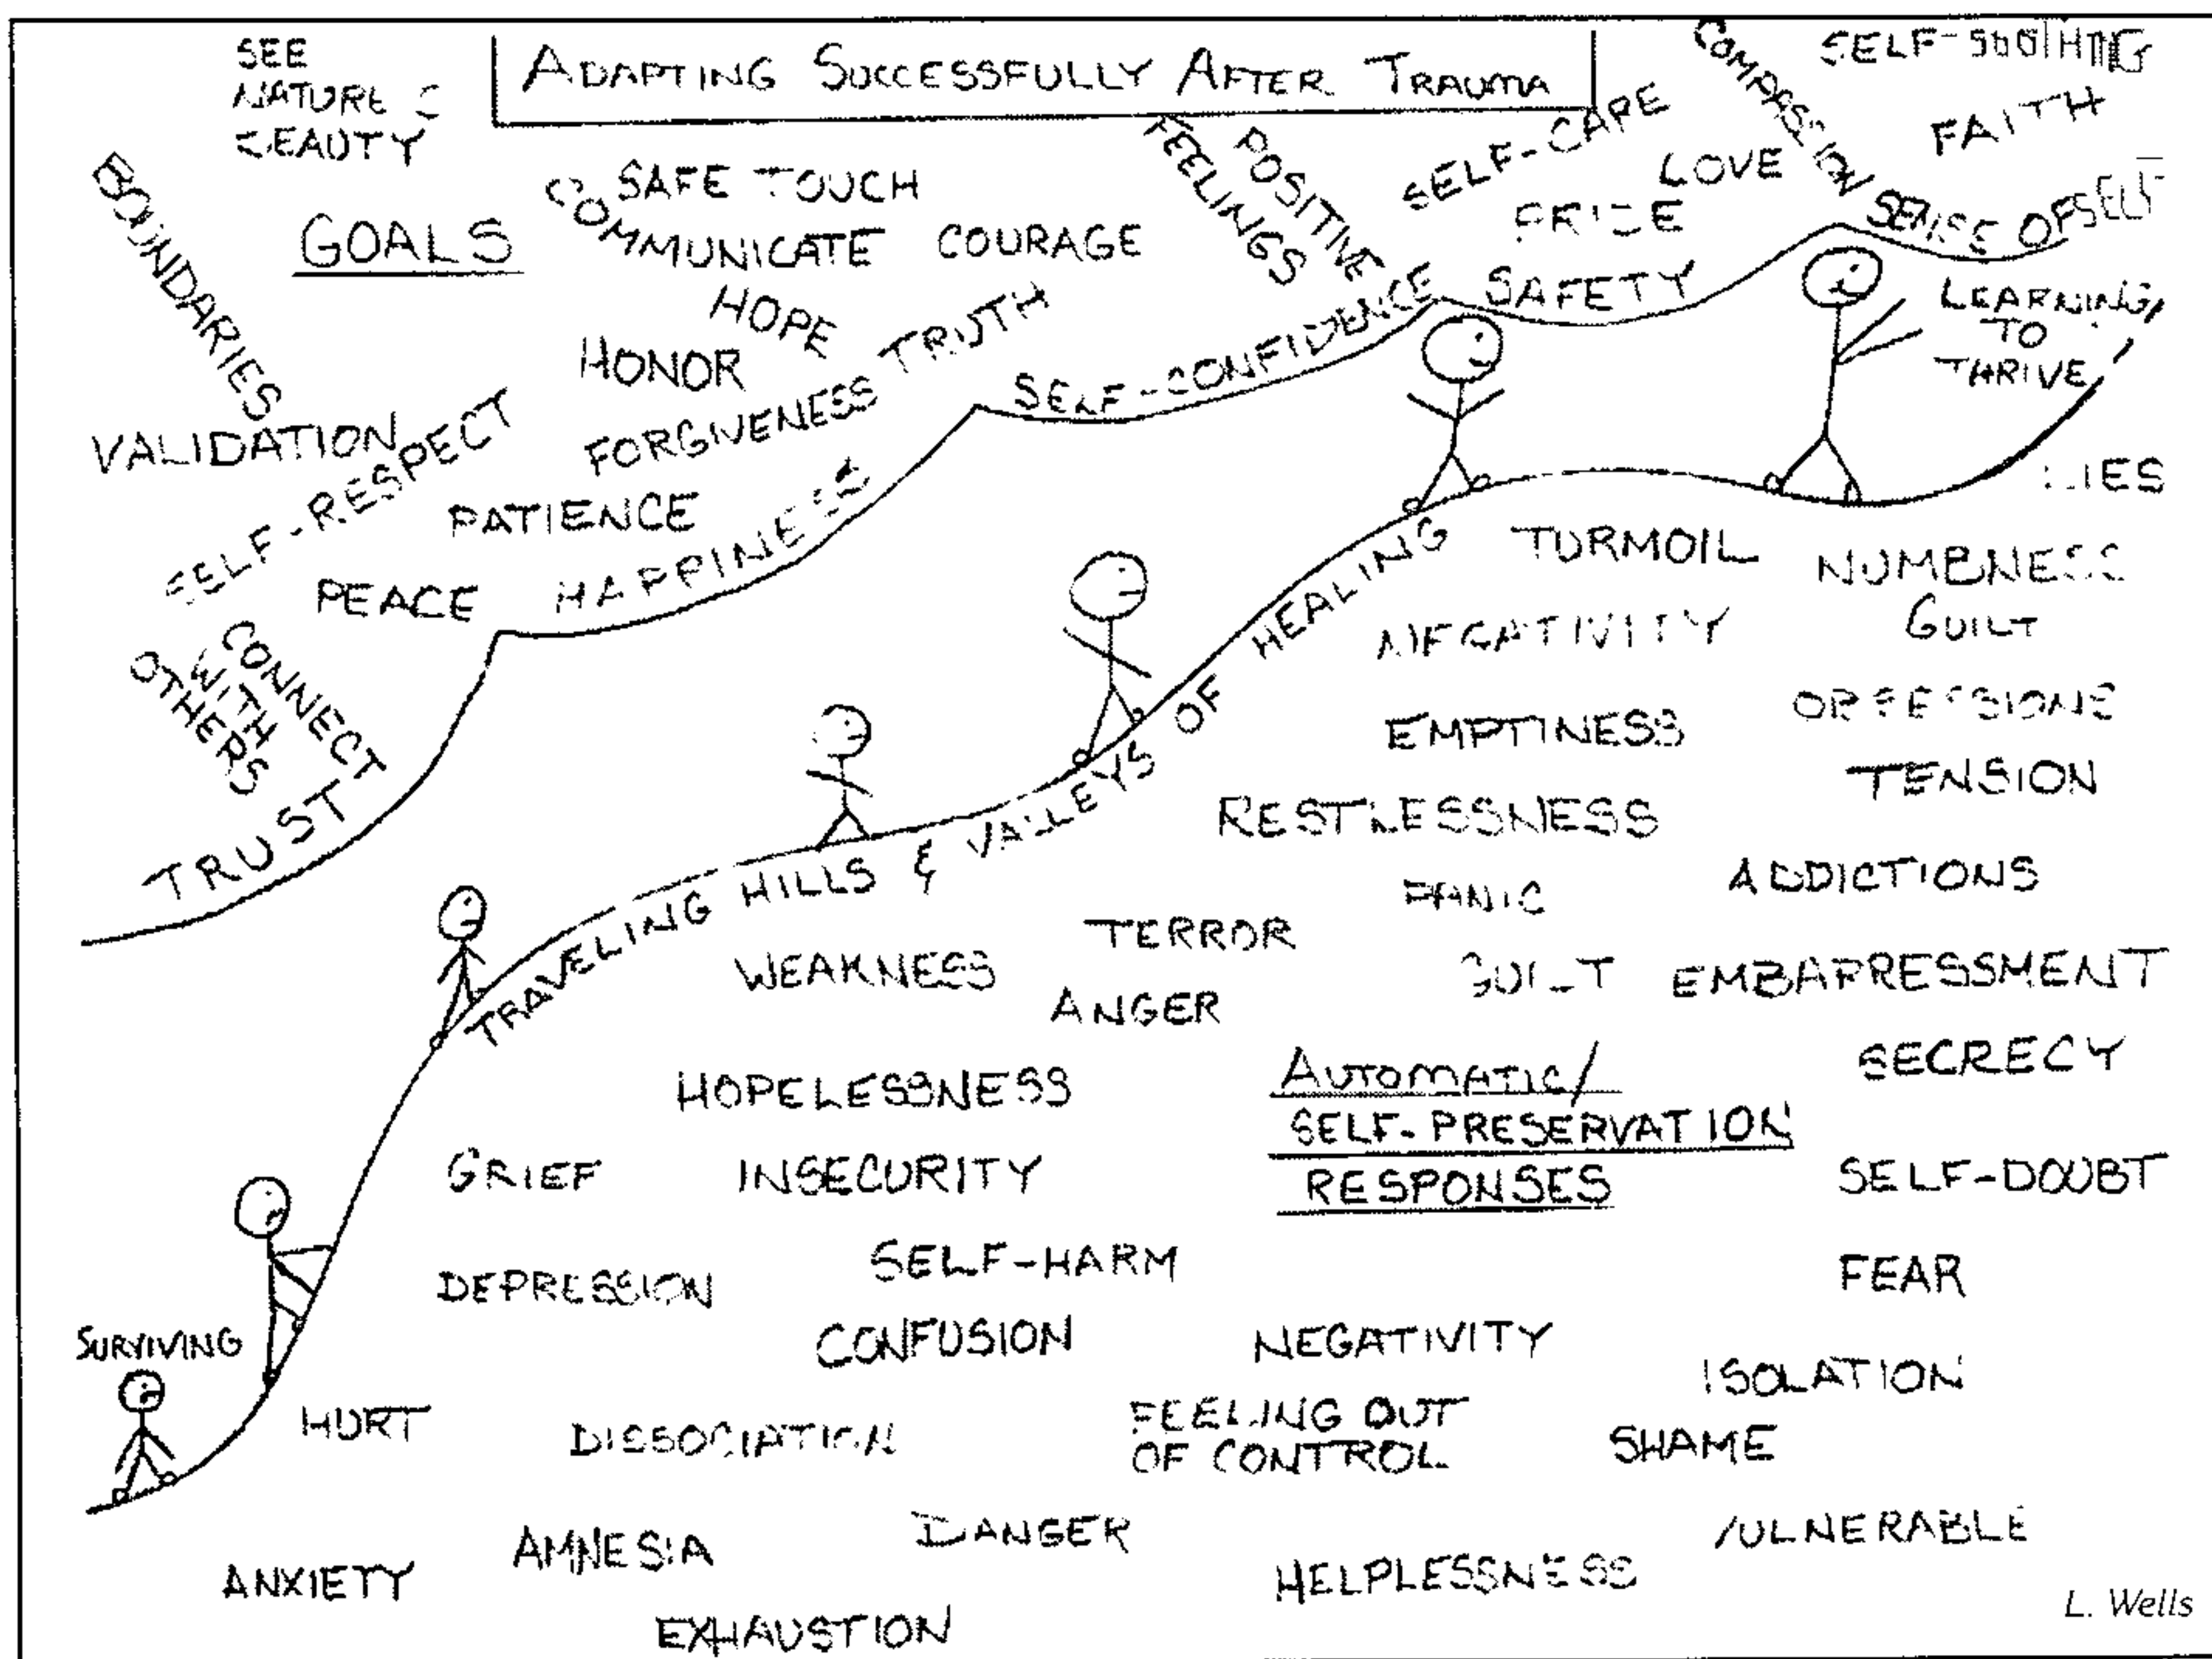 ADAPTING SUCCESSFULLY AFTER TRAUMA
SEE
NATURE'S
BEAUTY
BOUNDARIES
GOALS
SAFE TOUCH
COMMUNICATE
COURAGE
HOPE
HONOR
TRUTH
FORGIVENESS
VALIDATION
SELF-RESPECT
PATIENCE
PEACE
HAPPINESS
CONNECT
WITH
OTHERS
TRUST
POSITIVE
FEELINGS
SELF-CARE
LOVE
PRIDE
COMPASSION
SELF-SOOTHING
FAITH
SENSE OF SELF
SELF-CONFIDENCE
SAFETY
LEARNING
TO
THRIVE
TRAVELING HILLS & VALLEYS OF HEALING
LIES
TURMOIL
NUMBNESS
NEGATIVITY
GUILT
EMPTINESS
OBSESSIONS
TENSION
RESTLESSNESS
PANIC
ADDICTIONS
TERROR
WEAKNESS
GUILT
EMBARRESSMENT
ANGER
AUTOMATIC/
SELF-PRESERVATION
RESPONSES
SECRECY
HOPELESSNESS
GRIEF
INSECURITY
SELF-DOUBT
SELF-HARM
DEPRESSION
FEAR
SURVIVING
CONFUSION
NEGATIVITY
ISOLATION
HURT
DISSOCIATION
FEELING OUT
OF CONTROL
SHAME
DANGER
VULNERABLE
AMNESIA
ANXIETY
HELPLESSNESS
EXHAUSTION
L. Wells